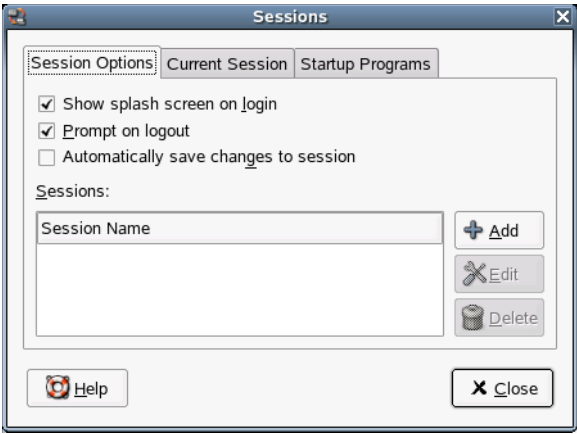 Sessions
Session Options Current Session Startup Programs
Show splash screen on login
Prompt on logout
Automatically save changes to session
Sessions:
Session Name
Add
Edit
Delete
Help Close